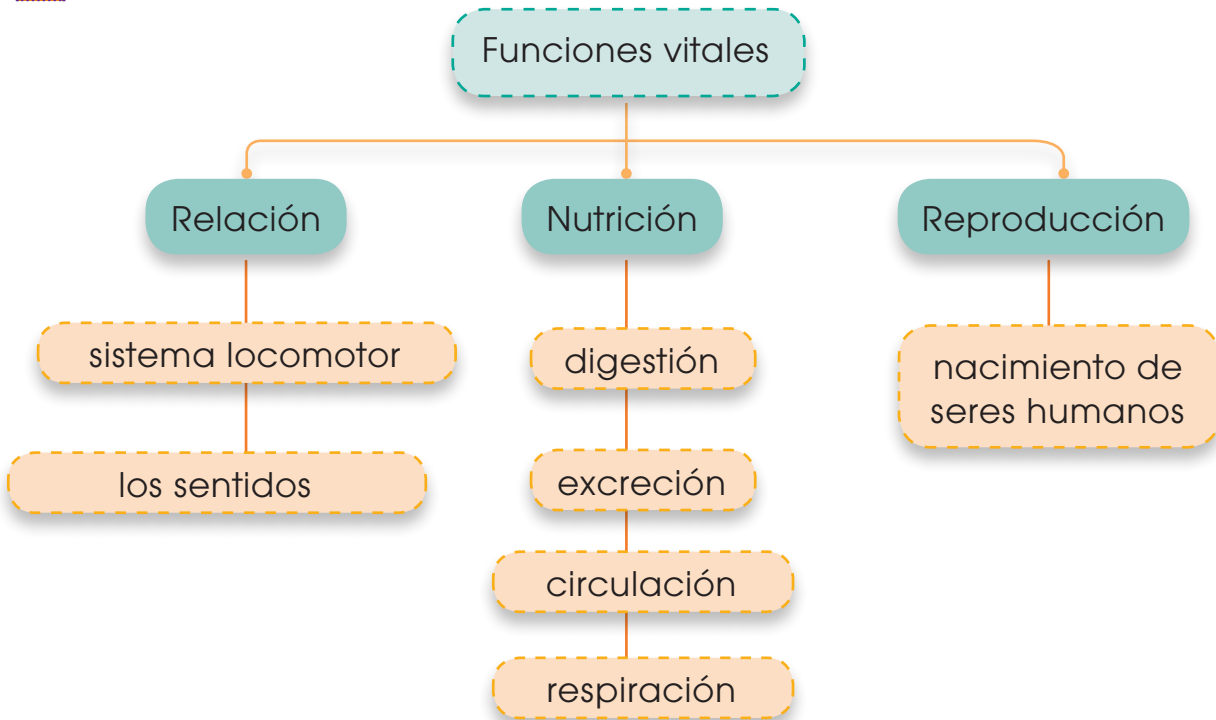 Funciones vitales
Relación
Nutrición
Reproducción
sistema locomotor
los sentidos
digestión
excreción
circulación
respiración
nacimiento de
seres humanos